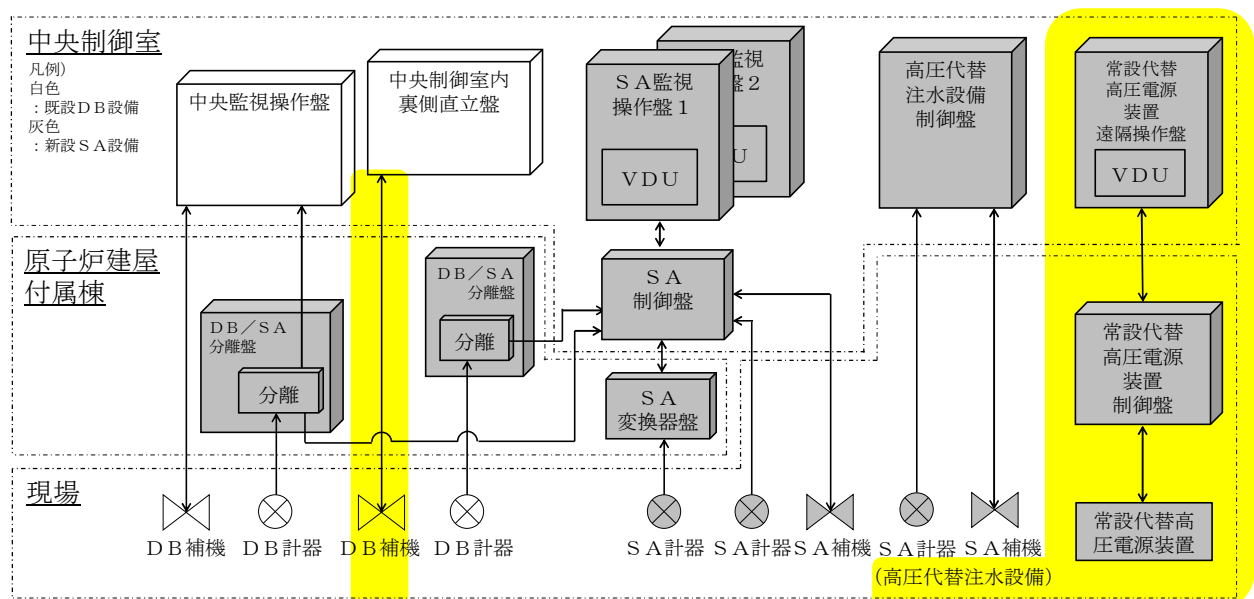 中央制御室
凡例)
白色
:既設DB設備
灰色
:新設SA設備
中央監視操作盤
中央制御室内
裏側直立盤
SA監視
操作盤1
VDU
監視
盤2
U
高圧代替
注水設備
制御盤
常設代替
高圧電源
装置
遠隔操作盤
VDU
原子炉建屋
付属棟
DB/SA
分離盤
分離
DB/SA
分離盤
分離
SA
制御盤
SA
変換器盤
常設代替
高圧電源
装置
制御盤
現場
DB補機
DB計器
DB補機
DB計器
SA計器
SA計器
SA補機
SA計器
SA補機
(高圧代替注水設備)
常設代替高
圧電源装置